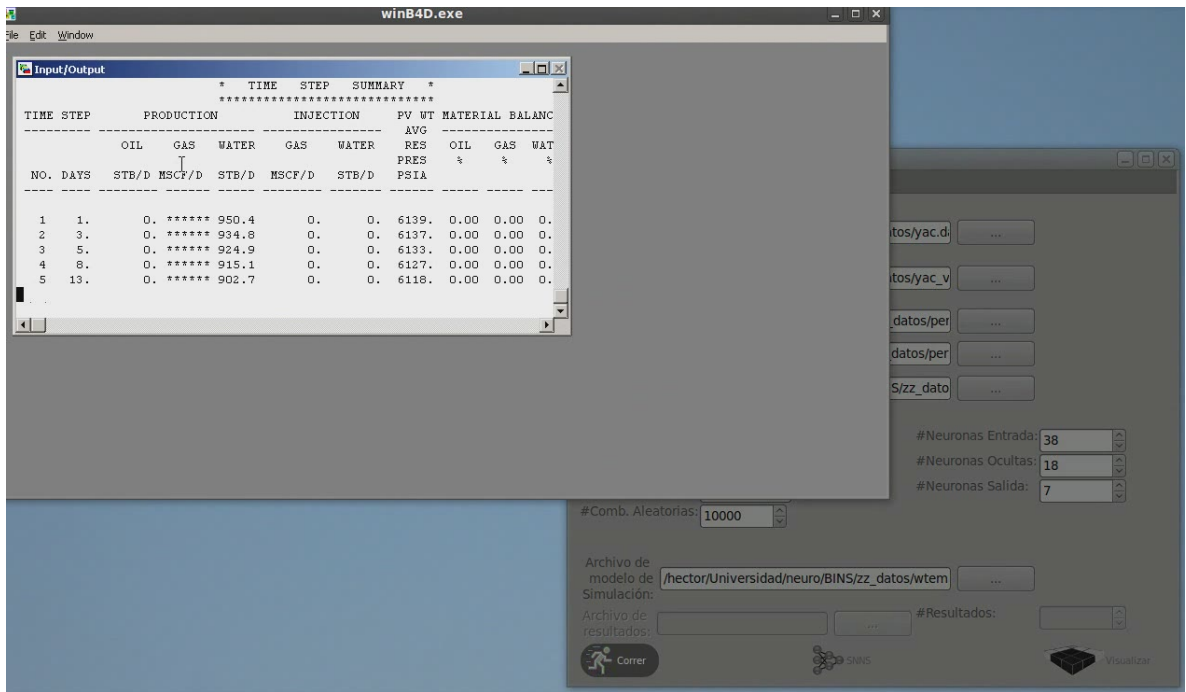 winB4D.exe
File Edit Window
Input/Output
* TIME STEP SUMMARY *
*****************************
TIME STEP PRODUCTION INJECTION PV WT MATERIAL BALANC
--------- ------------------------- ------------------ AVG ---------------
OIL GAS WATER GAS WATER RES OIL GAS WAT
PRES % % %
NO. DAYS STB/D MSCF/D STB/D MSCF/D STB/D PSIA
---- ---- ------- ------ ------ ------- ------- ------ ----- ----- ---
1 1. 0. ****** 950.4 0. 0. 6139. 0.00 0.00 0.
2 3. 0. ****** 934.8 0. 0. 6137. 0.00 0.00 0.
3 5. 0. ****** 924.9 0. 0. 6133. 0.00 0.00 0.
4 8. 0. ****** 915.1 0. 0. 6127. 0.00 0.00 0.
5 13. 0. ****** 902.7 0. 0. 6118. 0.00 0.00 0.
tos/yac.d ...
tos/yac_v ...
_datos/per ...
datos/per ...
S/zz_dato ...
#Neuronas Entrada: 38
#Neuronas Ocultas: 18
#Neuronas Salida: 7
#Comb. Aleatorias: 10000
Archivo de
modelo de /hector/Universidad/neuro/BINS/zz_datos/wtem ...
Simulación:
Archivo de #Resultados:
resultados: ...
Correr SNNS Visualizar